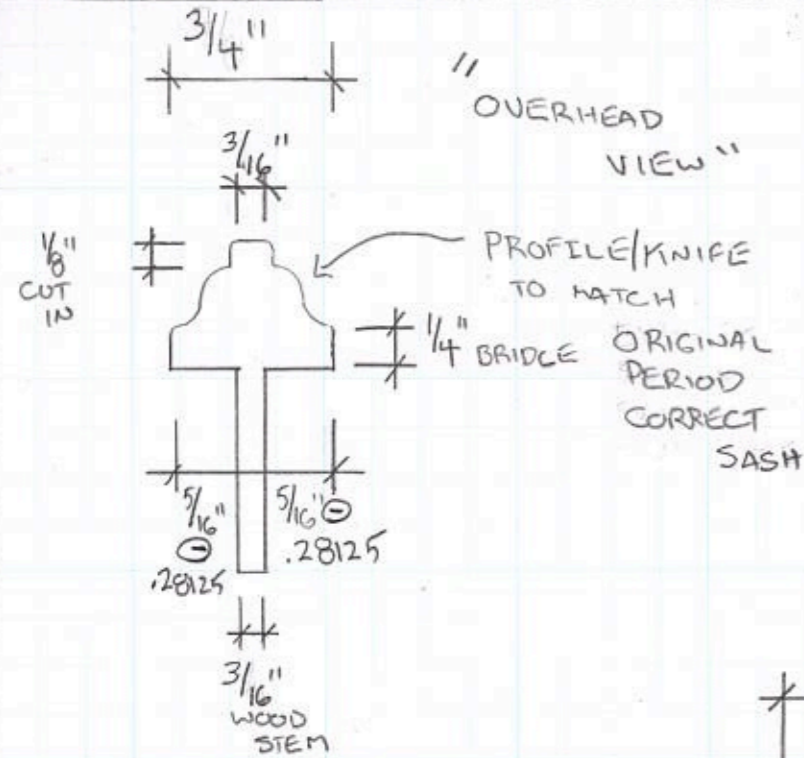 3/4"
"OVERHEAD
VIEW"
3/16"
1/8"
CUT
IN
PROFILE/KNIFE
TO MATCH
ORIGINAL
PERIOD
CORRECT
SASH
1/4" BRIDGE
5/16" ⊖
.28125
5/16" ⊖
.28125
3/16"
WOOD
STEM